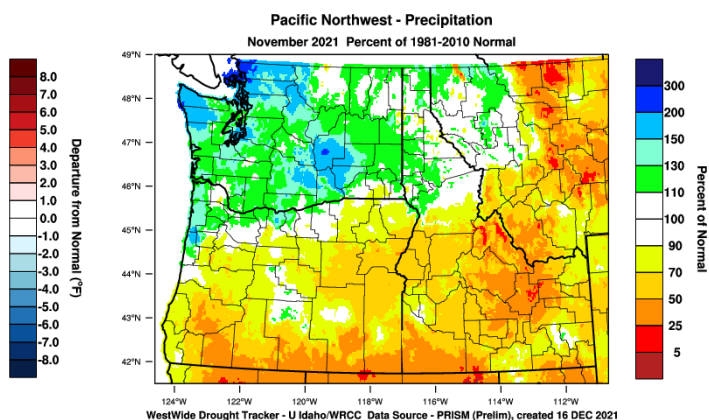 Pacific Northwest - Precipitation
November 2021 Percent of 1981-2010 Normal
8.0
7.0
6.0
5.0
4.0
3.0
2.0
1.0
0.0
-1.0
-2.0
-3.0
-4.0
-5.0
-6.0
-7.0
-8.0
Departure from Normal (°F)
49°N
48°N
47°N
46°N
45°N
44°N
43°N
42°N
124°W
122°W
120°W
118°W
116°W
114°W
112°W
300
200
150
130
110
100
90
70
50
25
5
Percent of Normal
WestWide Drought Tracker - U Idaho/WRCC Data Source - PRISM (Prelim), created 16 DEC 2021